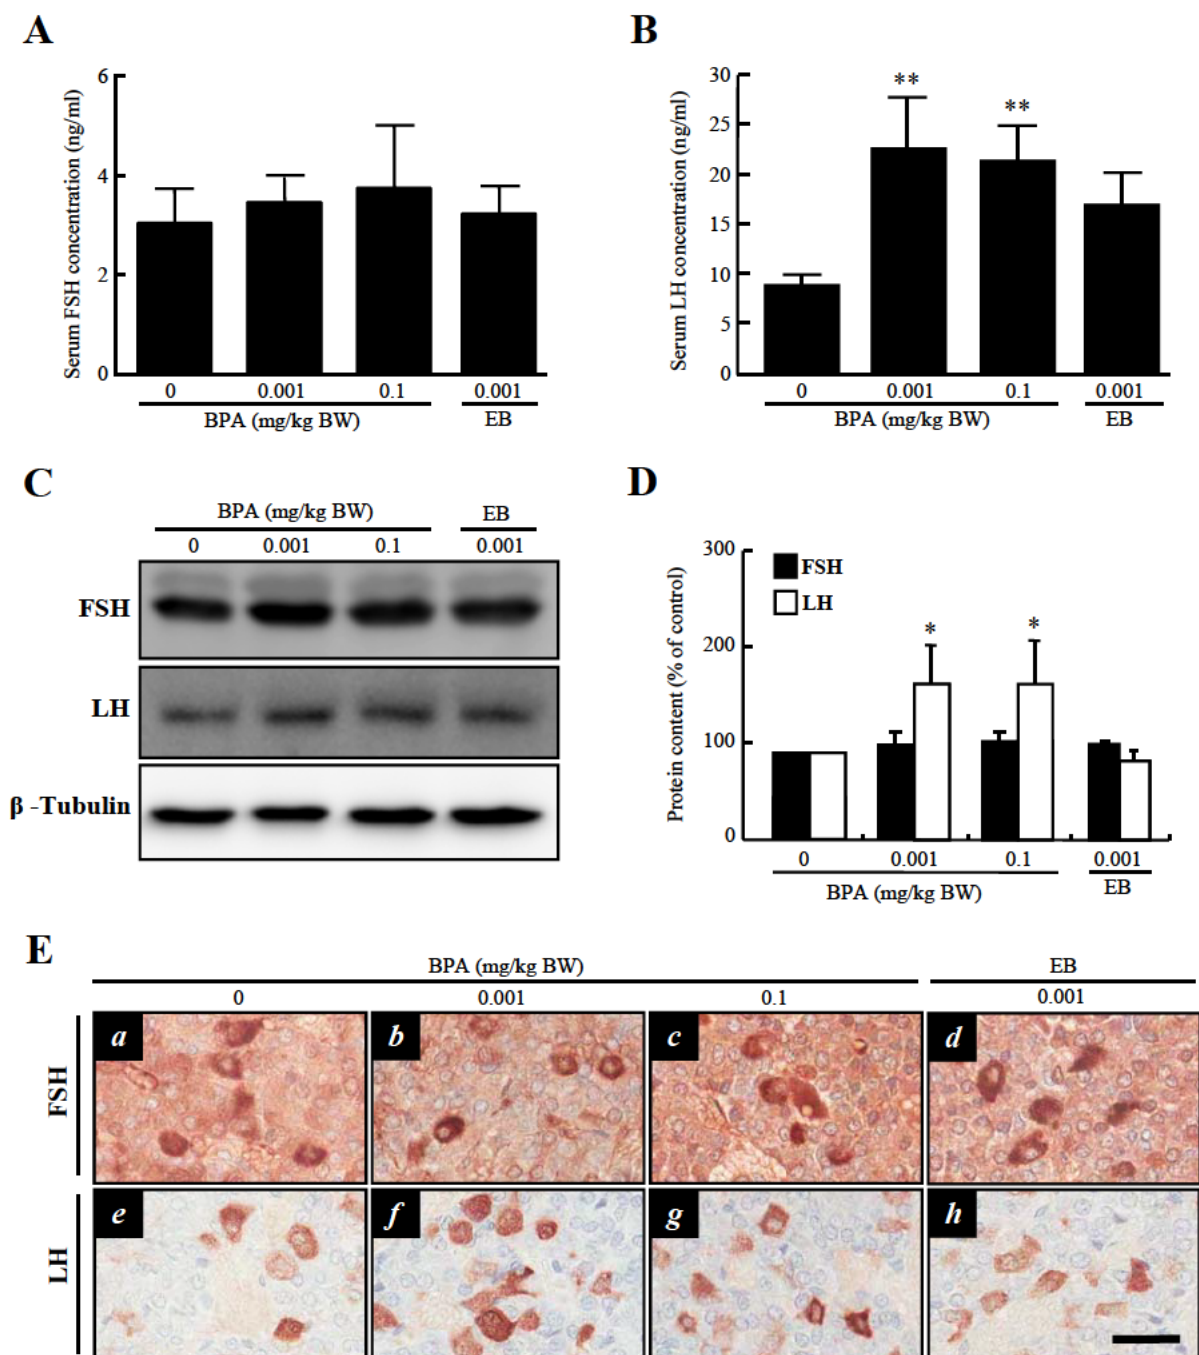 A
Serum FSH concentration (ng/ml)
6
4
2
0
0 0.001 0.1 0.001
BPA (mg/kg BW) EB
B
Serum LH concentration (ng/ml)
30
25
20
15
10
5
0
** **
0 0.001 0.1 0.001
BPA (mg/kg BW) EB
C
BPA (mg/kg BW) EB
0 0.001 0.1 0.001
FSH
LH
β -Tubulin
D
Protein content (% of control)
300
200
100
0
FSH
LH
* *
0 0.001 0.1 0.001
BPA (mg/kg BW) EB
E
BPA (mg/kg BW) EB
0 0.001 0.1 0.001
FSH
a b c d
LH
e f g h